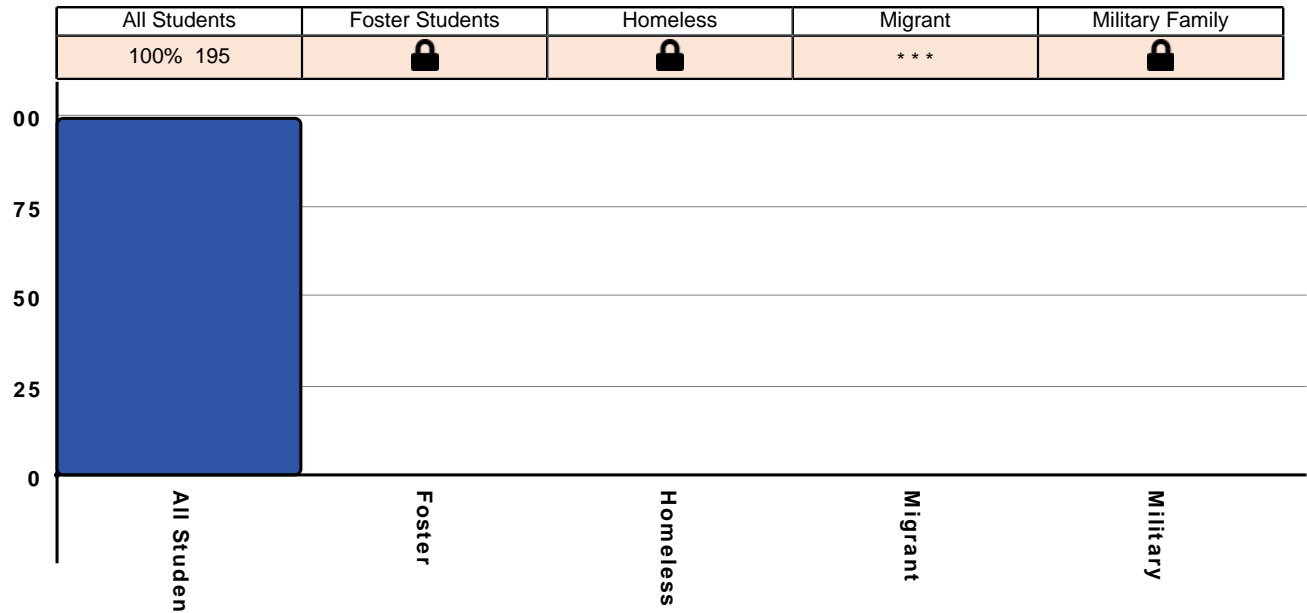 All Students Foster Students Homeless Migrant Military Family
100% 195 * * *
00
75
50
25
0
All Studen
Foster
Homeless
Migrant
Military